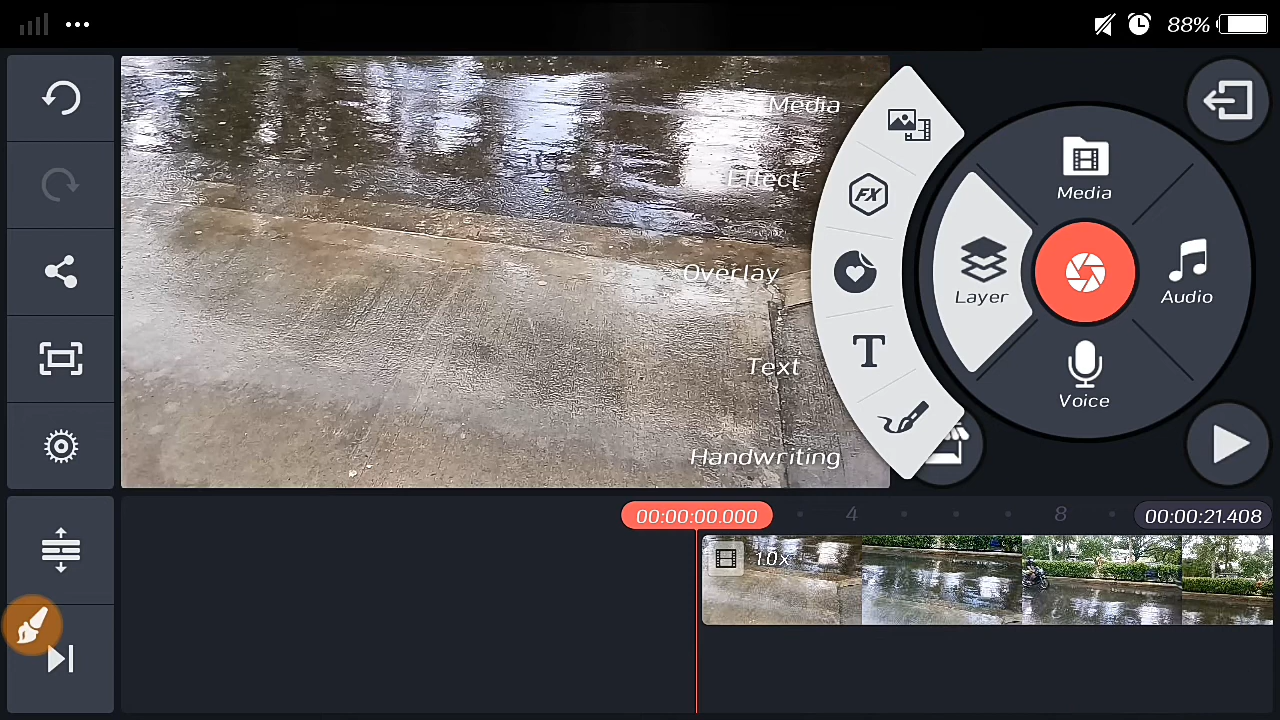 88%
Media
Effect
Overlay
Text
Handwriting
FX
T
Media
Layer
Audio
Voice
00:00:00.000
4
8
00:00:21.408
1.0x